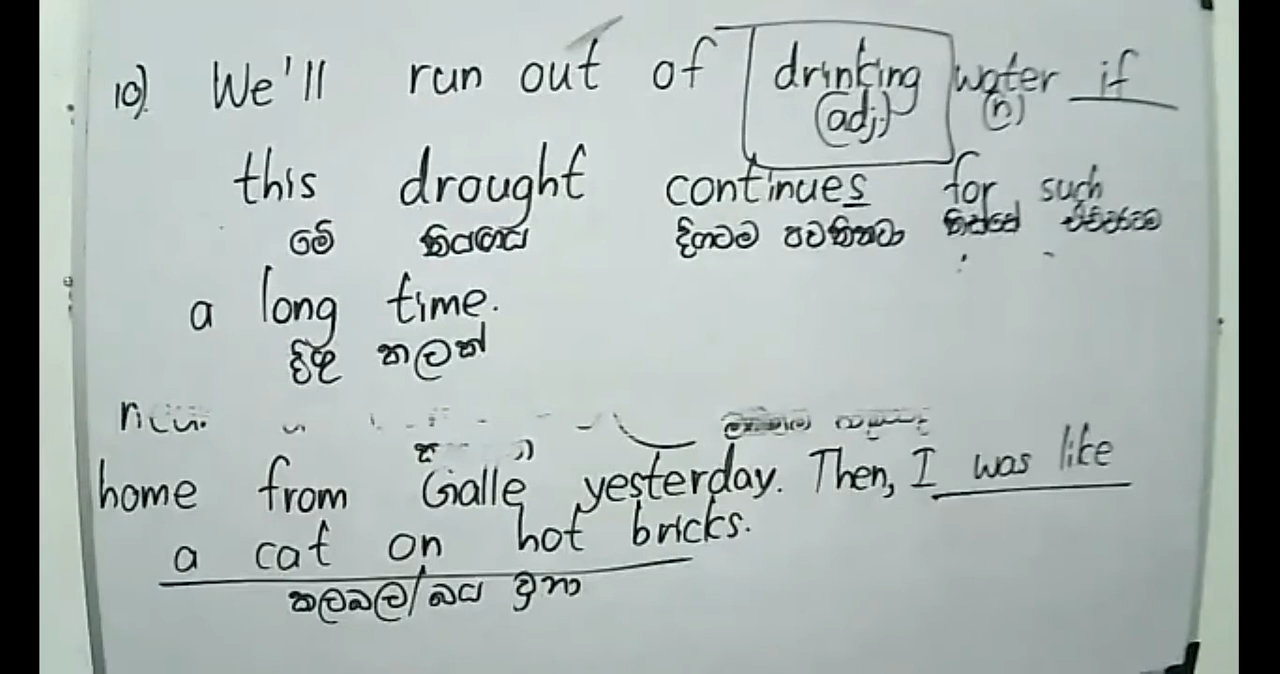 10) We'll run out of drinking water if
(adj) (n)
this drought continues for such
මේ නියඟය දිගටම පවතිනවා
a long time.
දීර්ඝ කාලයක්
home from Galle yesterday. Then, I was like
a cat on hot bricks.
කලබල/බය වුනා